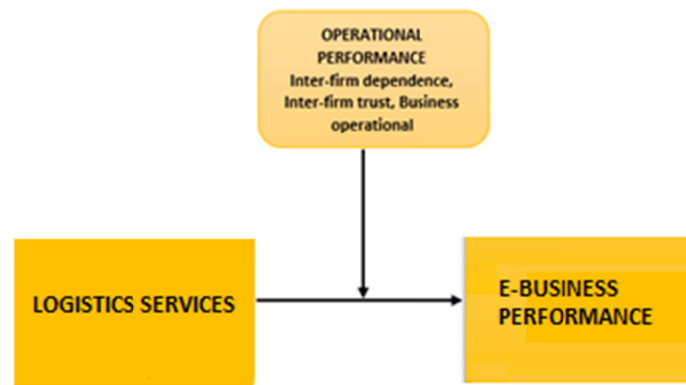 OPERATIONAL
PERFORMANCE
Inter-firm dependence,
Inter-firm trust, Business
operational
LOGISTICS SERVICES
E-BUSINESS
PERFORMANCE